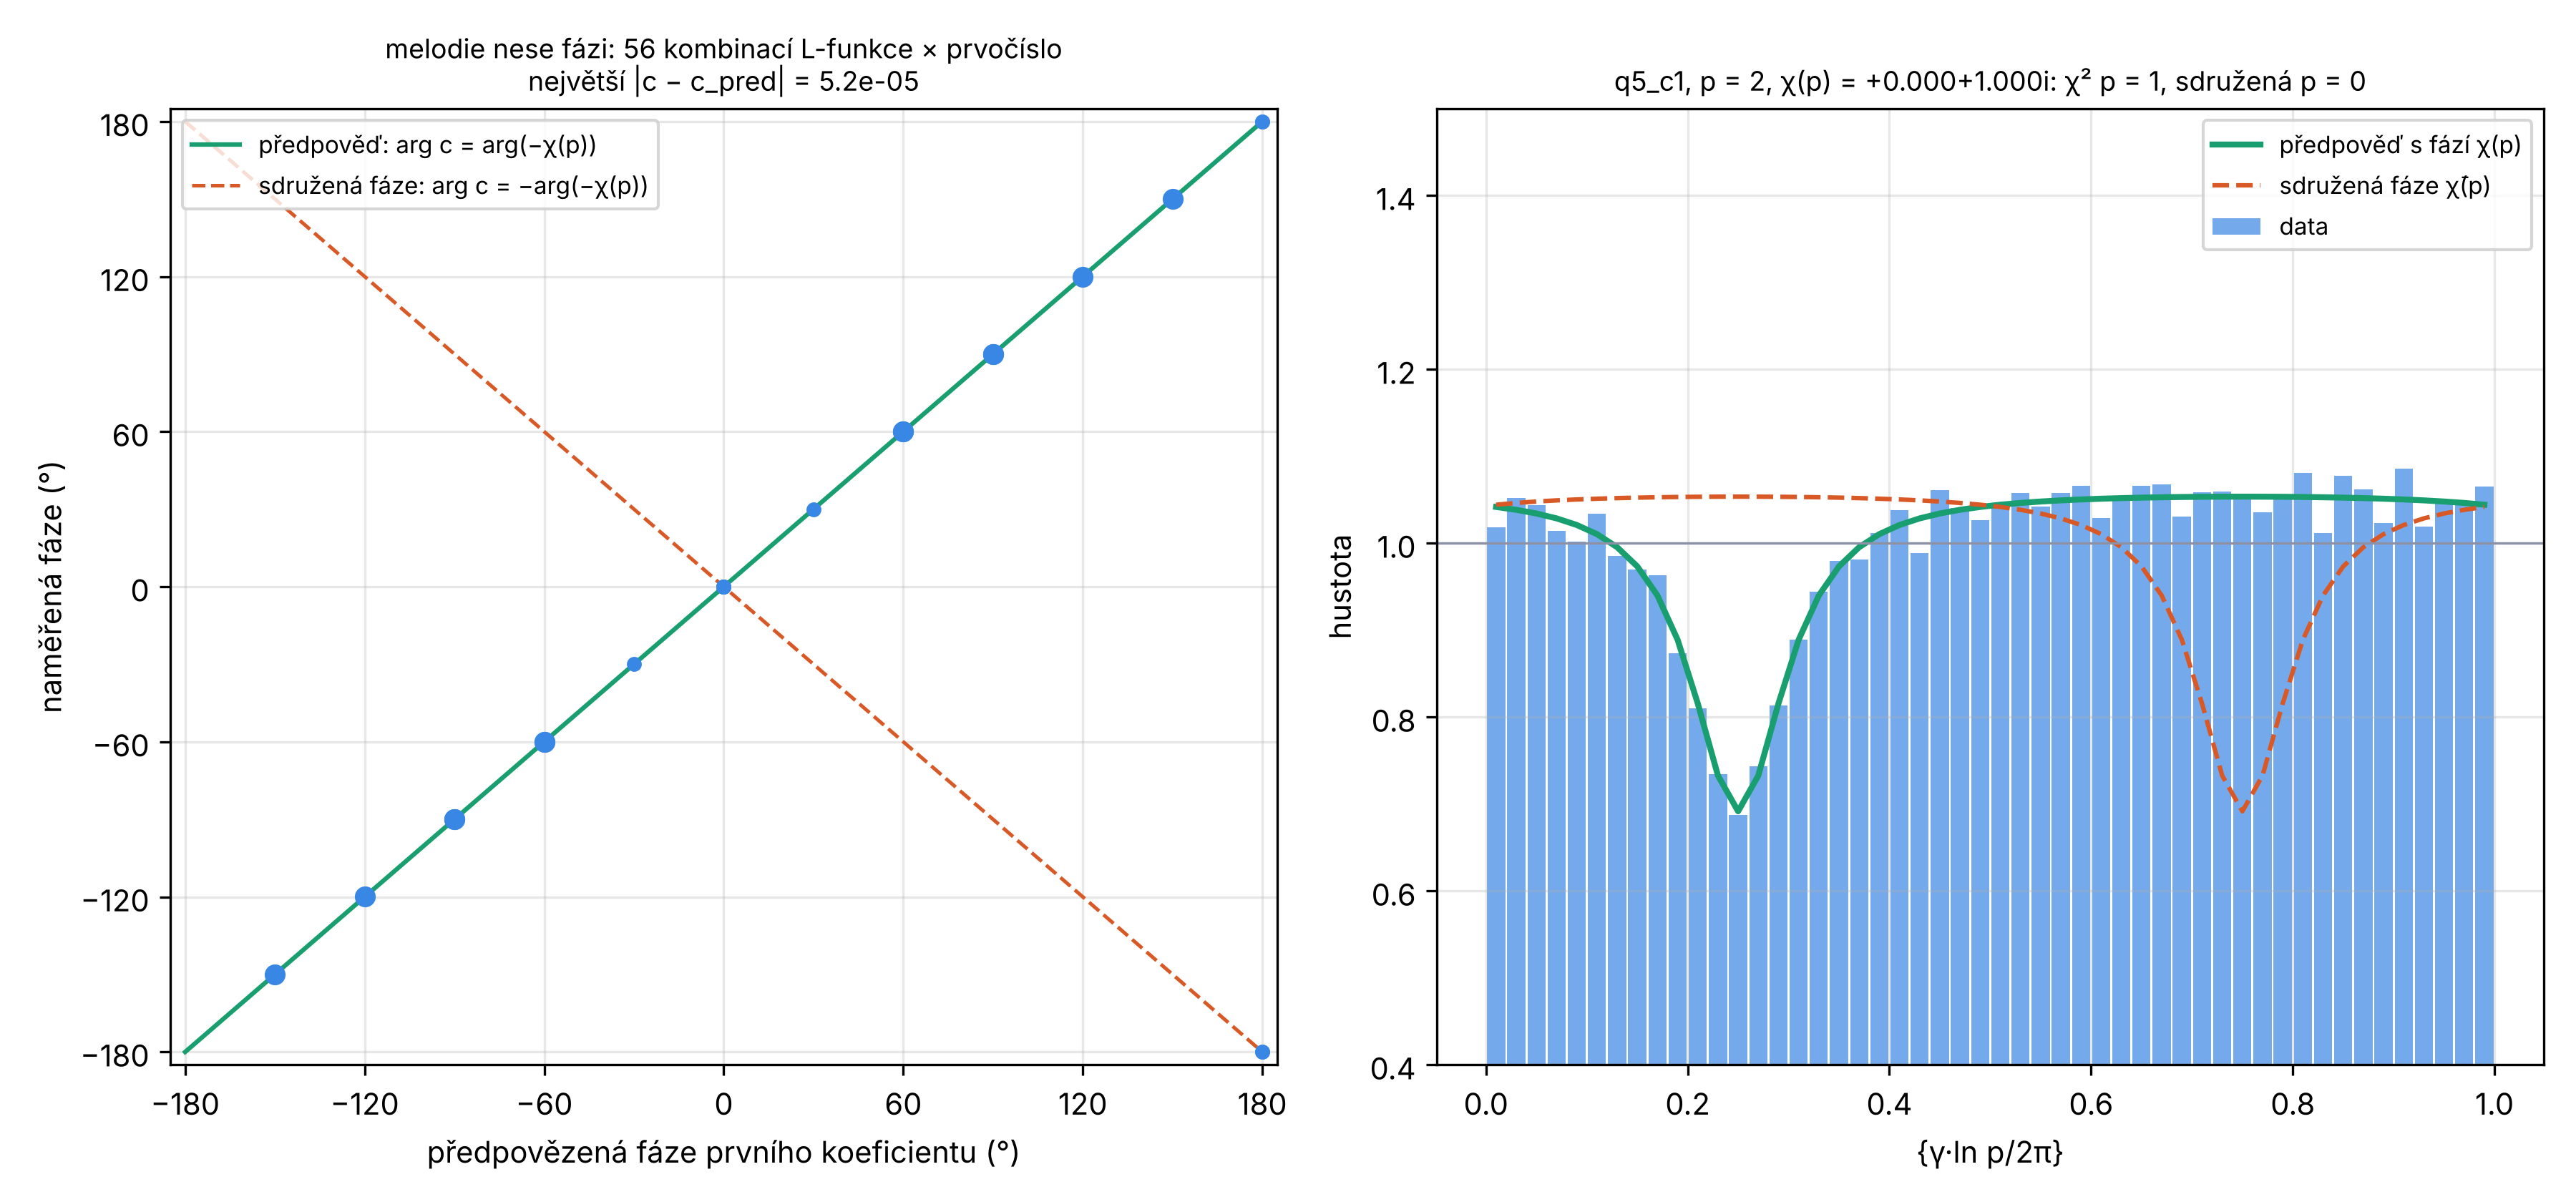 melodie nese fázi: 56 kombinací L-funkce × prvočíslo
největší |c − c_pred| = 5.2e-05
předpověď: arg c = arg(−χ(p))
sdružená fáze: arg c = −arg(−χ(p))
180
120
60
0
−60
−120
−180
naměřená fáze (°)
−180
−120
−60
0
60
120
180
předpovězená fáze prvního koeficientu (°)
q5_c1, p = 2, χ(p) = +0.000+1.000i: χ² p = 1, sdružená p = 0
předpověď s fází χ(p)
sdružená fáze χ̄(p)
data
1.4
1.2
1.0
0.8
0.6
0.4
hustota
0.0
0.2
0.4
0.6
0.8
1.0
{γ·ln p/2π}